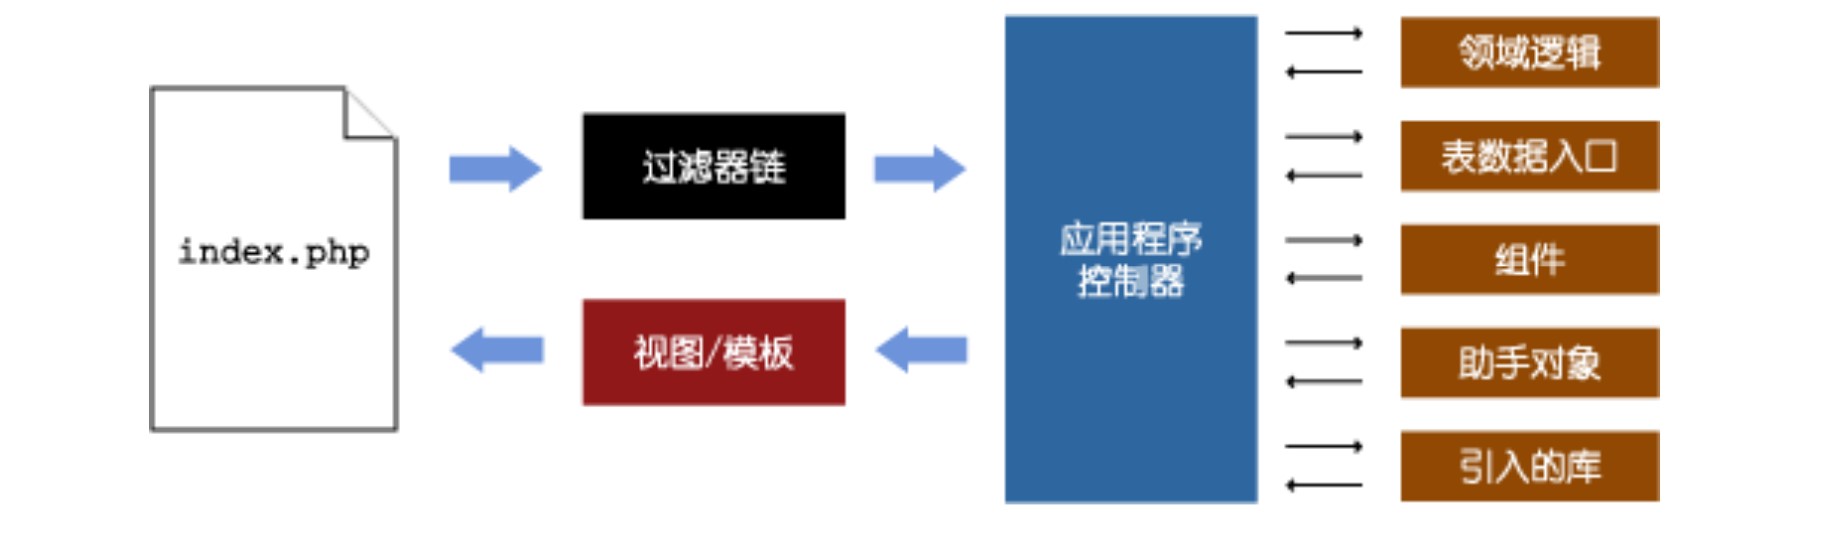 index.php
过滤器链
视图/模板
应用程序
控制器
领域逻辑
表数据入口
组件
助手对象
引入的库